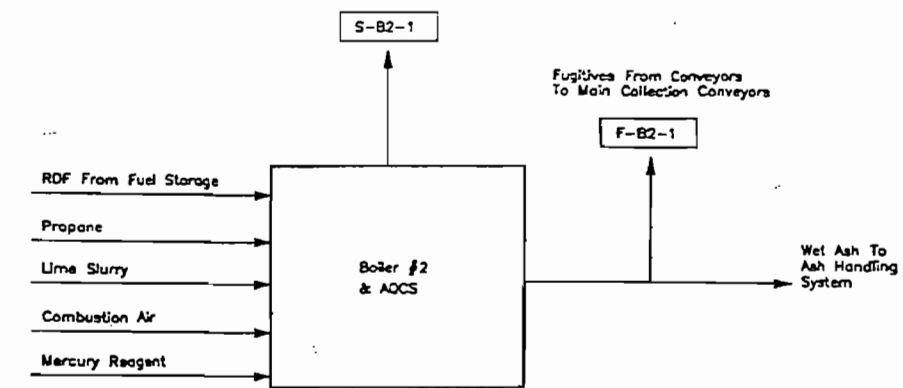 S-B2-1
Fugitives From Conveyors
To Main Collection Conveyors
F-B2-1
RDF From Fuel Storage
Propane
Lime Slurry
Combustion Air
Mercury Reagent
Boiler #2
& AQCS
Wet Ash To
Ash Handling
System